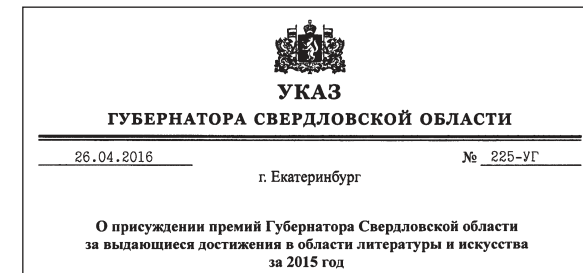 УКАЗ
ГУБЕРНАТОРА СВЕРДЛОВСКОЙ ОБЛАСТИ
26.04.2016 № 225-УГ
г. Екатеринбург
О присуждении премий Губернатора Свердловской области
за выдающиеся достижения в области литературы и искусства
за 2015 год